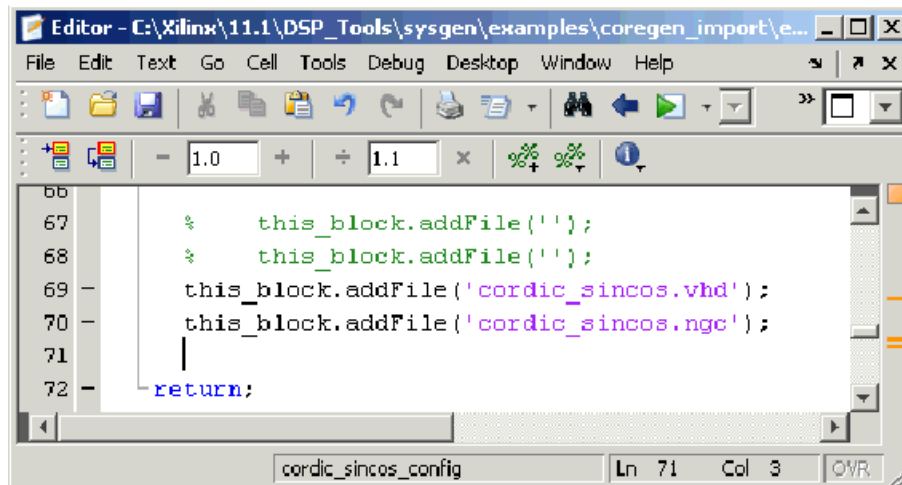 Editor - C:\Xilinx\11.1\DSP_Tools\sysgen\examples\coregen_import\e...
File Edit Text Go Cell Tools Debug Desktop Window Help
1.0 1.1
66
67 % this_block.addFile('');
68 % this_block.addFile('');
69 – this_block.addFile('cordic_sincos.vhd');
70 – this_block.addFile('cordic_sincos.ngc');
71
72 – return;
cordic_sincos_config Ln 71 Col 3 OVR